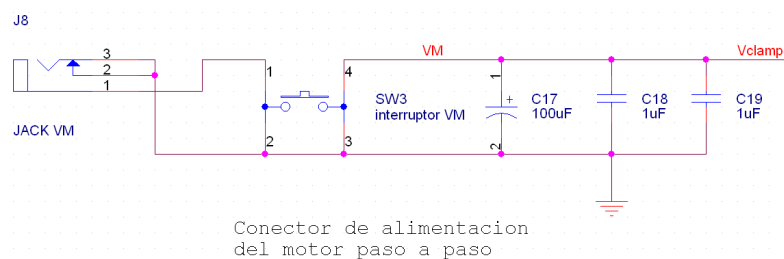 J8
VM
Vclamp
3
2
1
1
4
1
+
SW3
interruptor VM
C17
100uF
C18
1uF
C19
1uF
JACK VM
2
3
2
Conector de alimentacion
del motor paso a paso